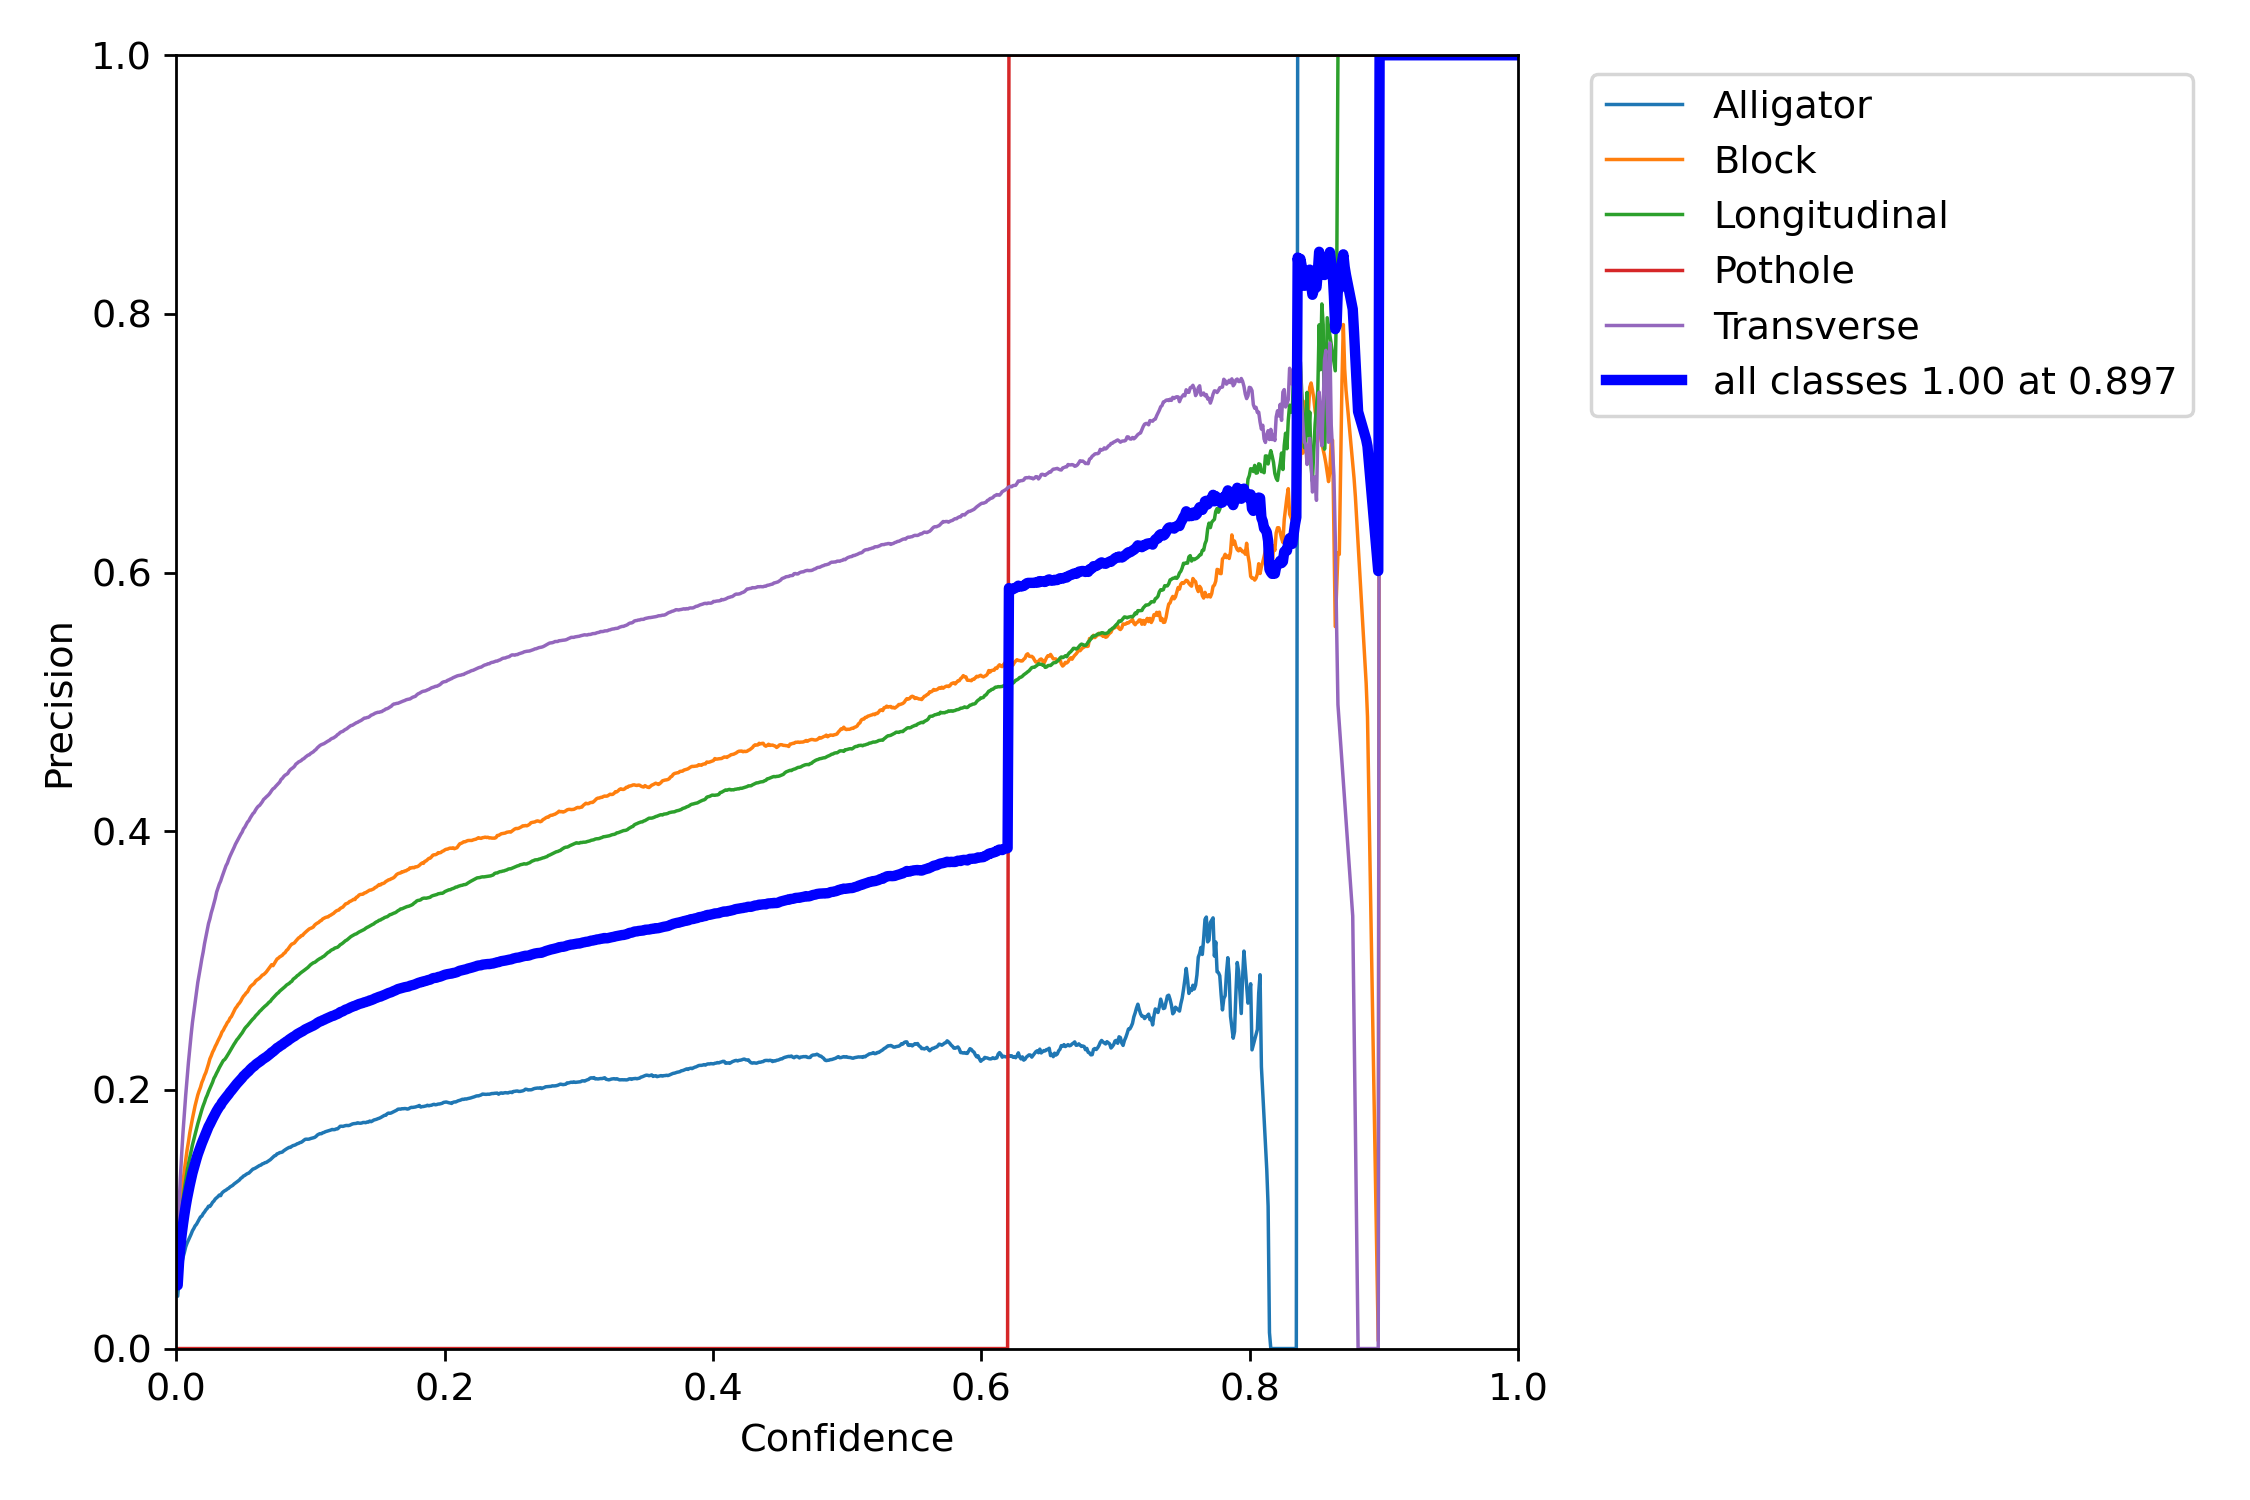 1.0
0.8
0.6
0.4
0.2
0.0
Precision
0.0 0.2 0.4 0.6 0.8 1.0
Confidence
Alligator
Block
Longitudinal
Pothole
Transverse
all classes 1.00 at 0.897